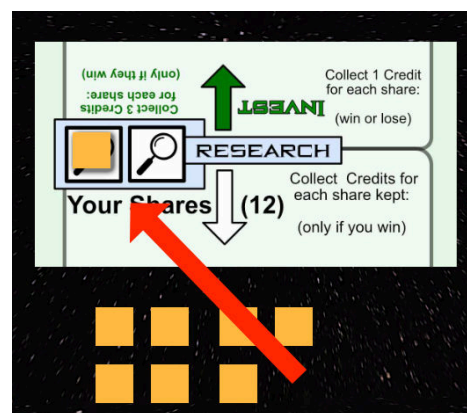 Collect 3 Credits
for each share:
(only if they win)
INVEST
Collect 1 Credit
for each share:
(win or lose)
RESEARCH
Your Shares (12)
Collect Credits for
each share kept:
(only if you win)